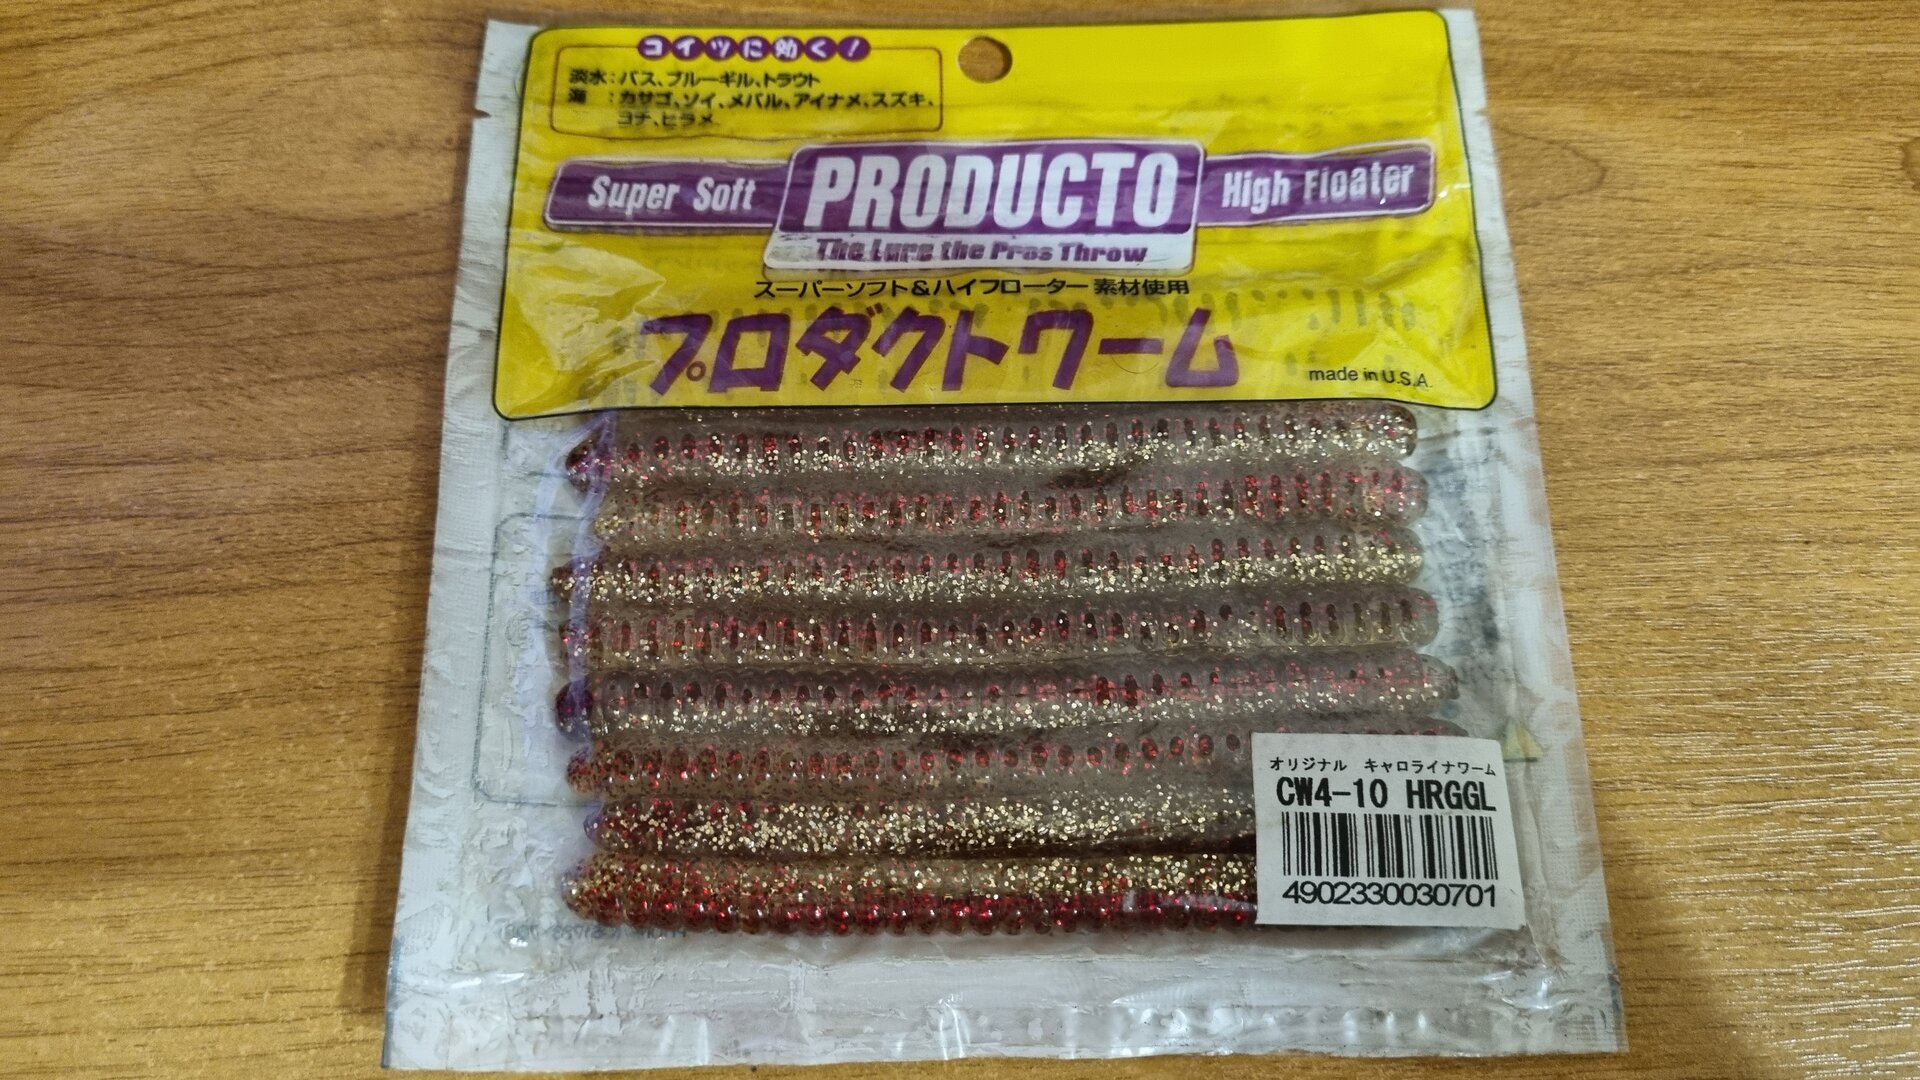 コイツに効く!
淡水:バス、ブルーギル、トラウト
海 :カサゴ、ソイ、メバル、アイナメ、スズキ、
コチ、ヒラメ
Super Soft PRODUCTO High Floater
The Lure the Pros Throw
スーパーソフト&ハイフローター素材使用
プロダクトワーム
made in U.S.A.
オリジナル キャロライナワーム
CW4-10 HRGGL
4902330030701